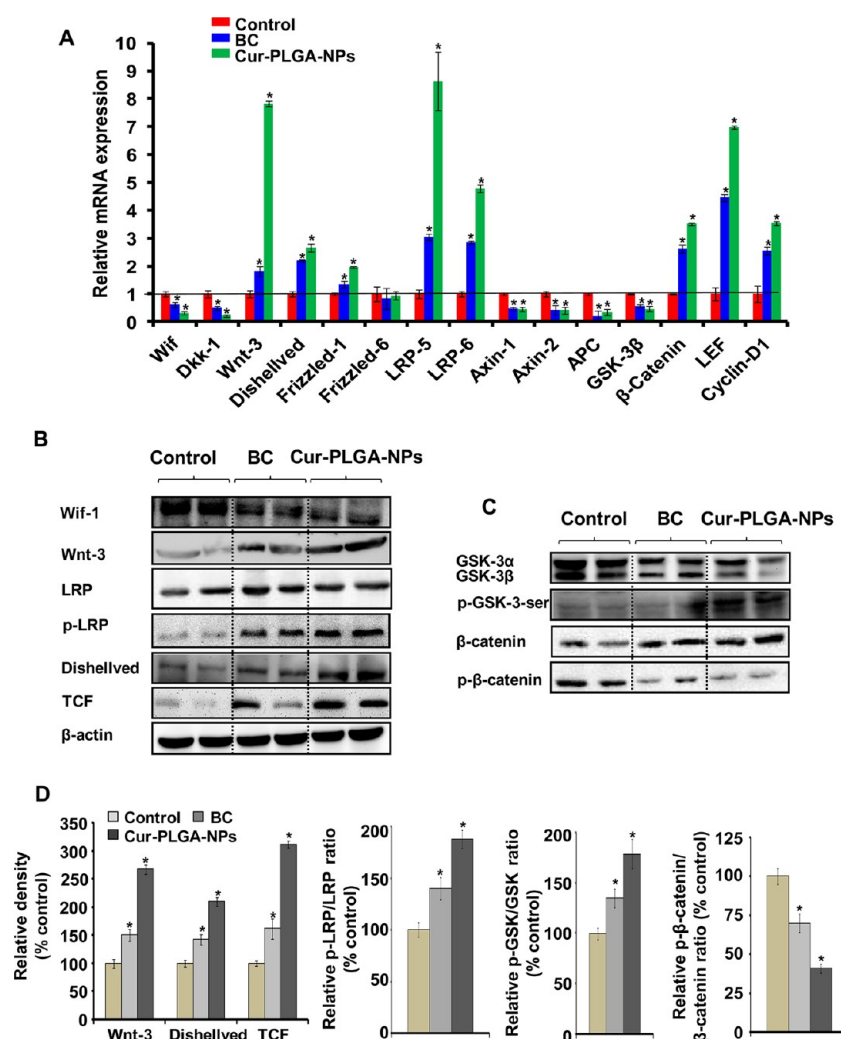 A
Control
BC
Cur-PLGA-NPs
Relative mRNA expression
10
9
8
7
6
5
4
3
2
1
0
* * * * * * * * * * * * * * * * * * * * * * * * * * * *
Wif
Dkk-1
Wnt-3
Dishellved
Frizzled-1
Frizzled-6
LRP-5
LRP-6
Axin-1
Axin-2
APC
GSK-3β
β-Catenin
LEF
Cyclin-D1
B
Control BC Cur-PLGA-NPs
Wif-1
Wnt-3
LRP
p-LRP
Dishellved
TCF
β-actin
C
Control BC Cur-PLGA-NPs
GSK-3α
GSK-3β
p-GSK-3-ser
β-catenin
p-β-catenin
D
Control BC
Cur-PLGA-NPs
Relative density
(% control)
350
300
250
200
150
100
50
0
* * * * * *
Wnt-3 Dishellved TCF
Relative p-LRP/LRP ratio
(% control)
200
150
100
50
0
* *
Relative p-GSK/GSK ratio
(% control)
200
150
100
50
0
* *
Relative p-β-catenin/
β-catenin ratio (% control)
125
100
75
50
25
0
* *